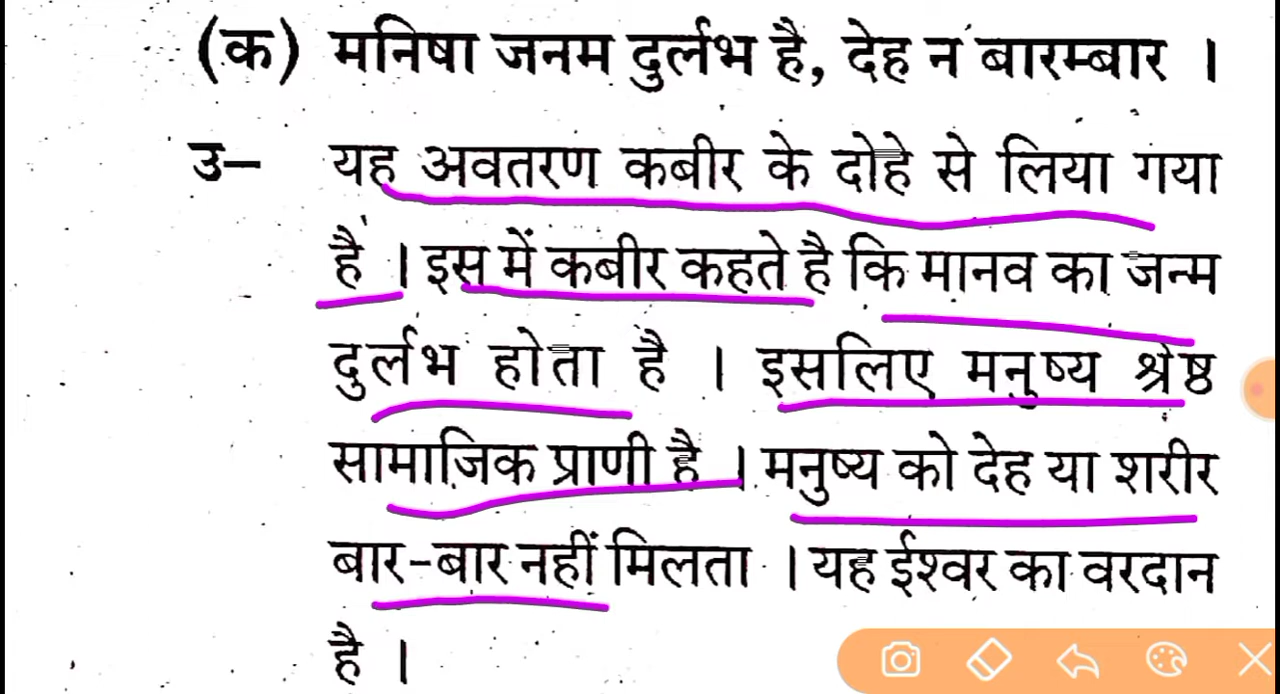 (क) मनिषा जनम दुर्लभ है, देह न बारम्बार ।
उ– यह अवतरण कबीर के दोहे से लिया गया
है । इस में कबीर कहते है कि मानव का जन्म
दुर्लभ होता है । इसलिए मनुष्य श्रेष्ठ
सामाजिक प्राणी है । मनुष्य को देह या शरीर
बार-बार नहीं मिलता । यह ईश्वर का वरदान
है ।